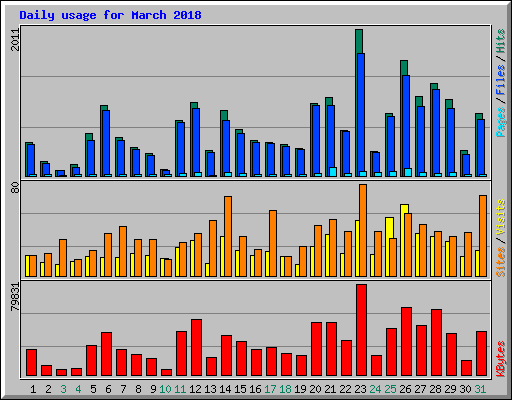 Daily usage for March 2018
2011
Pages / Files / Hits
80
Sites / Visits
79831
KBytes
1 2 3 4 5 6 7 8 9 10 11 12 13 14 15 16 17 18 19 20 21 22 23 24 25 26 27 28 29 30 31